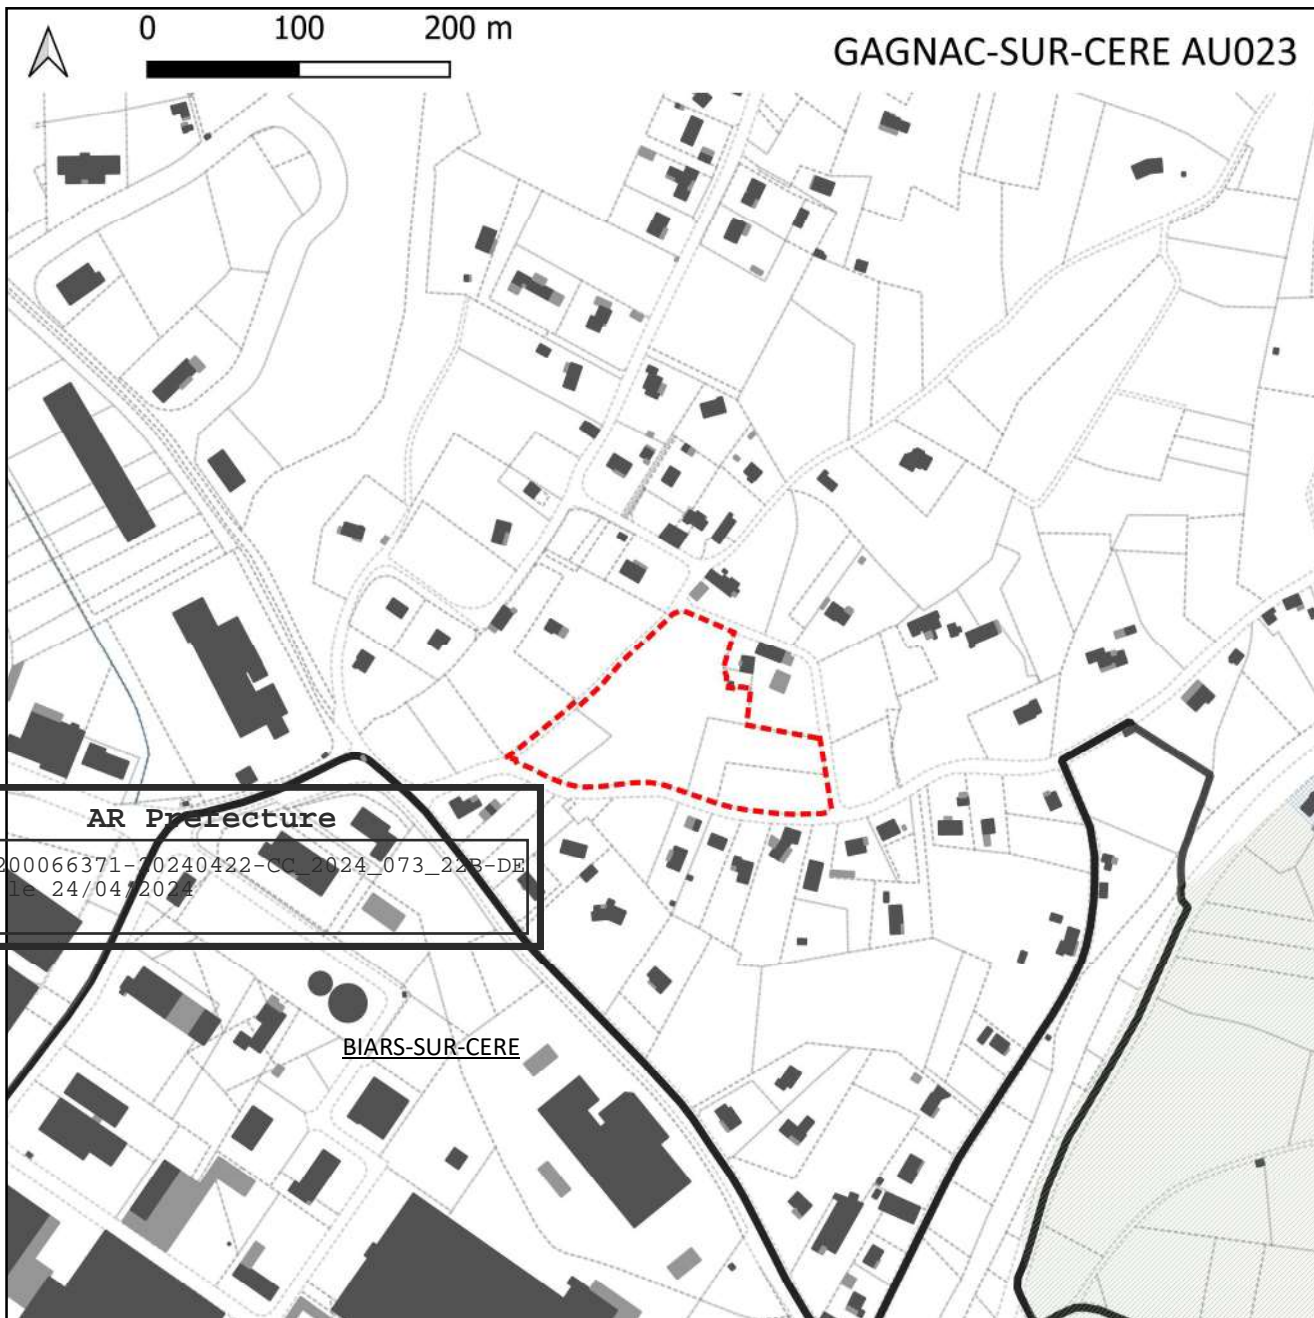 0 100 200 m
GAGNAC-SUR-CERE AU023
AR Prefecture
200066371-20240422-CC_2024_073_22B-DE
le 24/04/2024
BIARS-SUR-CERE